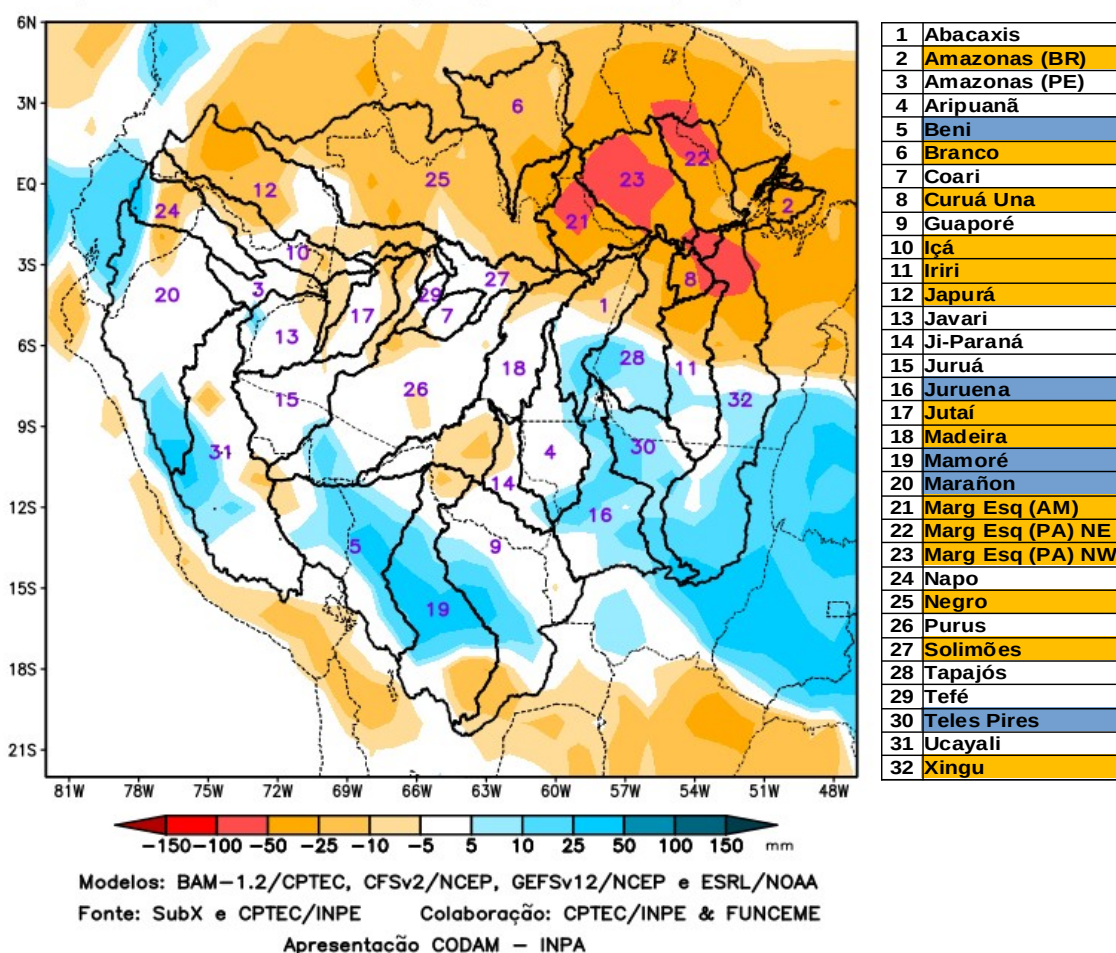 6N
3N
EQ
3S
6S
9S
12S
15S
18S
21S
81W 78W 75W 72W 69W 66W 63W 60W 57W 54W 51W 48W
6
22
25
23
12
2
24
21
10
27
8
3
29
20
1
17
7
13
28
18
11
15
26
32
31
4
30
14
16
5
9
19
-150 -100 -50 -25 -10 -5 5 10 25 50 100 150 mm
Modelos: BAM-1.2/CPTEC, CFSv2/NCEP, GEFSv12/NCEP e ESRL/NOAA
Fonte: SubX e CPTEC/INPE Colaboração: CPTEC/INPE & FUNCEME
Apresentação CODAM - INPA
1 Abacaxis
2 Amazonas (BR)
3 Amazonas (PE)
4 Aripuanã
5 Beni
6 Branco
7 Coari
8 Curuá Una
9 Guaporé
10 Içá
11 Iriri
12 Japurá
13 Javari
14 Ji-Paraná
15 Juruá
16 Juruena
17 Jutaí
18 Madeira
19 Mamoré
20 Marañon
21 Marg Esq (AM)
22 Marg Esq (PA) NE
23 Marg Esq (PA) NW
24 Napo
25 Negro
26 Purus
27 Solimões
28 Tapajós
29 Tefé
30 Teles Pires
31 Ucayali
32 Xingu